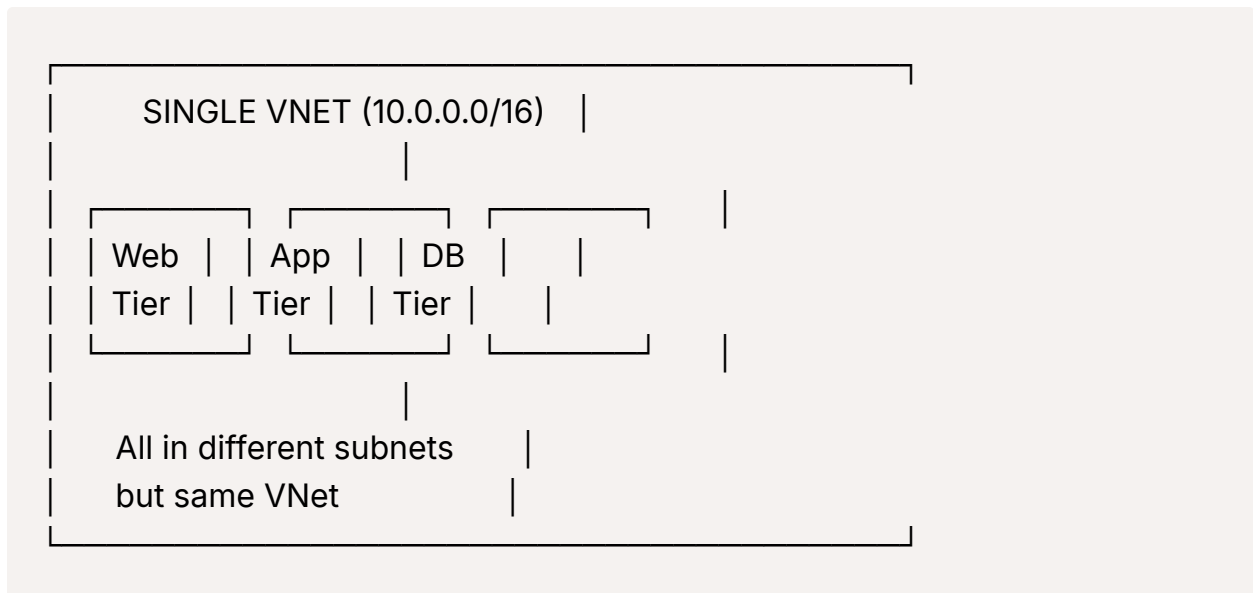 SINGLE VNET (10.0.0.0/16)
Web App DB
Tier Tier Tier
All in different subnets
but same VNet